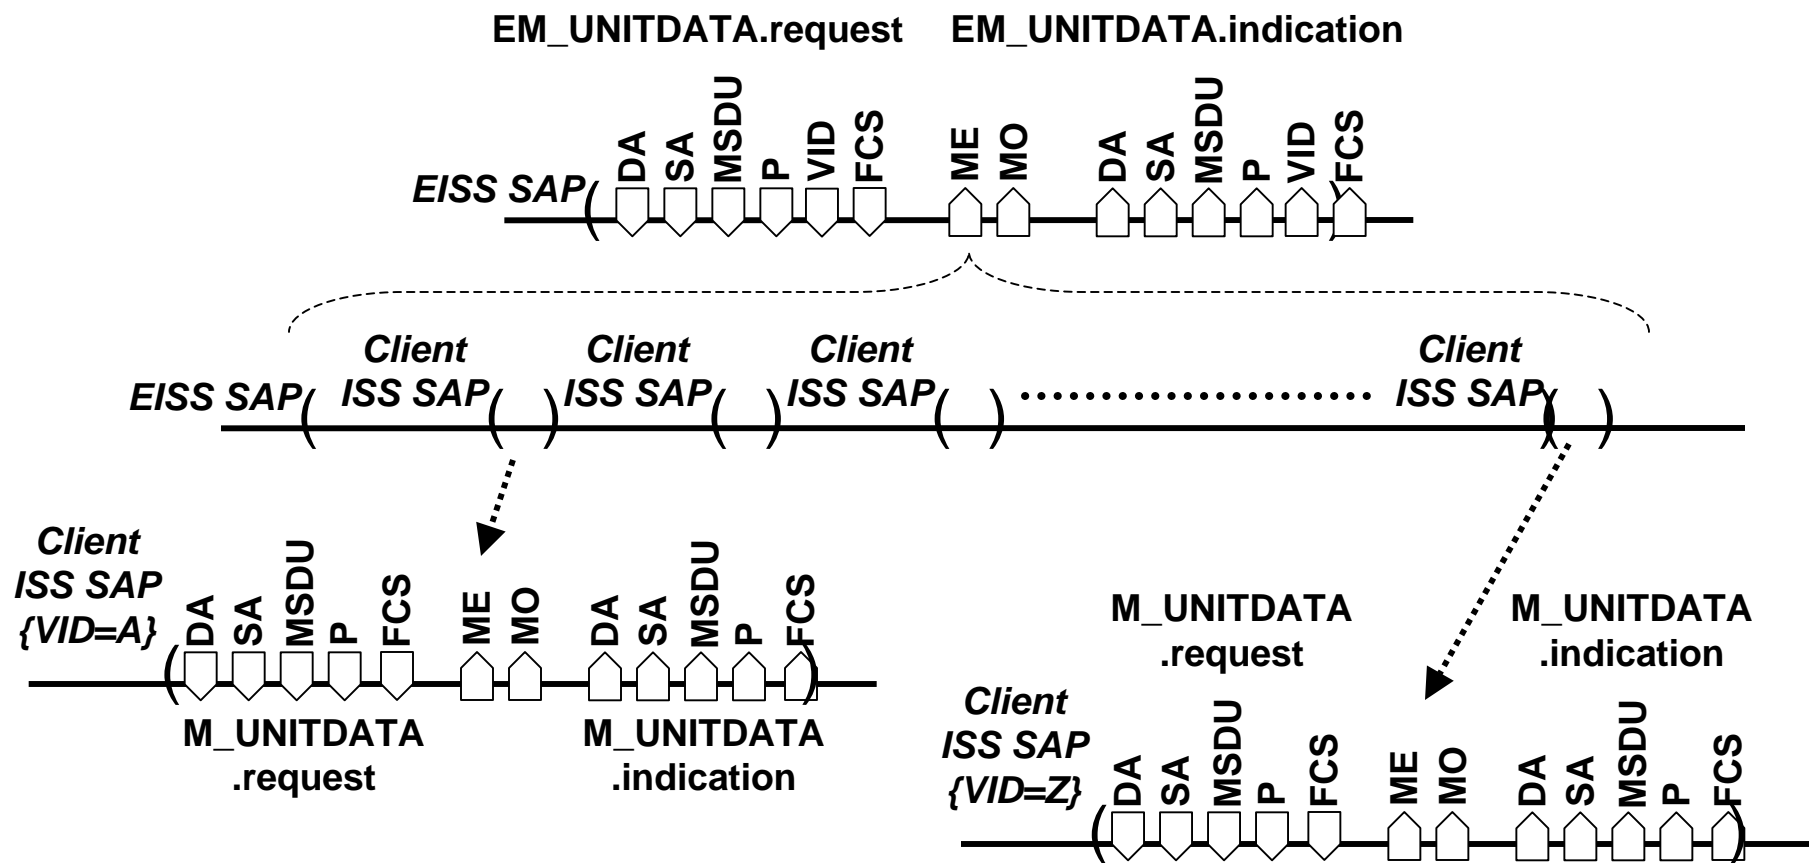 EM_UNITDATA.request EM_UNITDATA.indication
EISS SAP( DA SA MSDU P VID FCS ME MO DA SA MSDU P VID )FCS
Client Client Client Client
EISS SAP( ISS SAP( ) ISS SAP( ) ISS SAP( ) ISS SAP)( )
Client
ISS SAP
{VID=A}
( DA SA MSDU P FCS ME MO DA SA MSDU P FCS )
M_UNITDATA M_UNITDATA
.request .indication
M_UNITDATA M_UNITDATA
.request .indication
Client
ISS SAP
{VID=Z}
( DA SA MSDU P FCS ME MO DA SA MSDU P FCS )